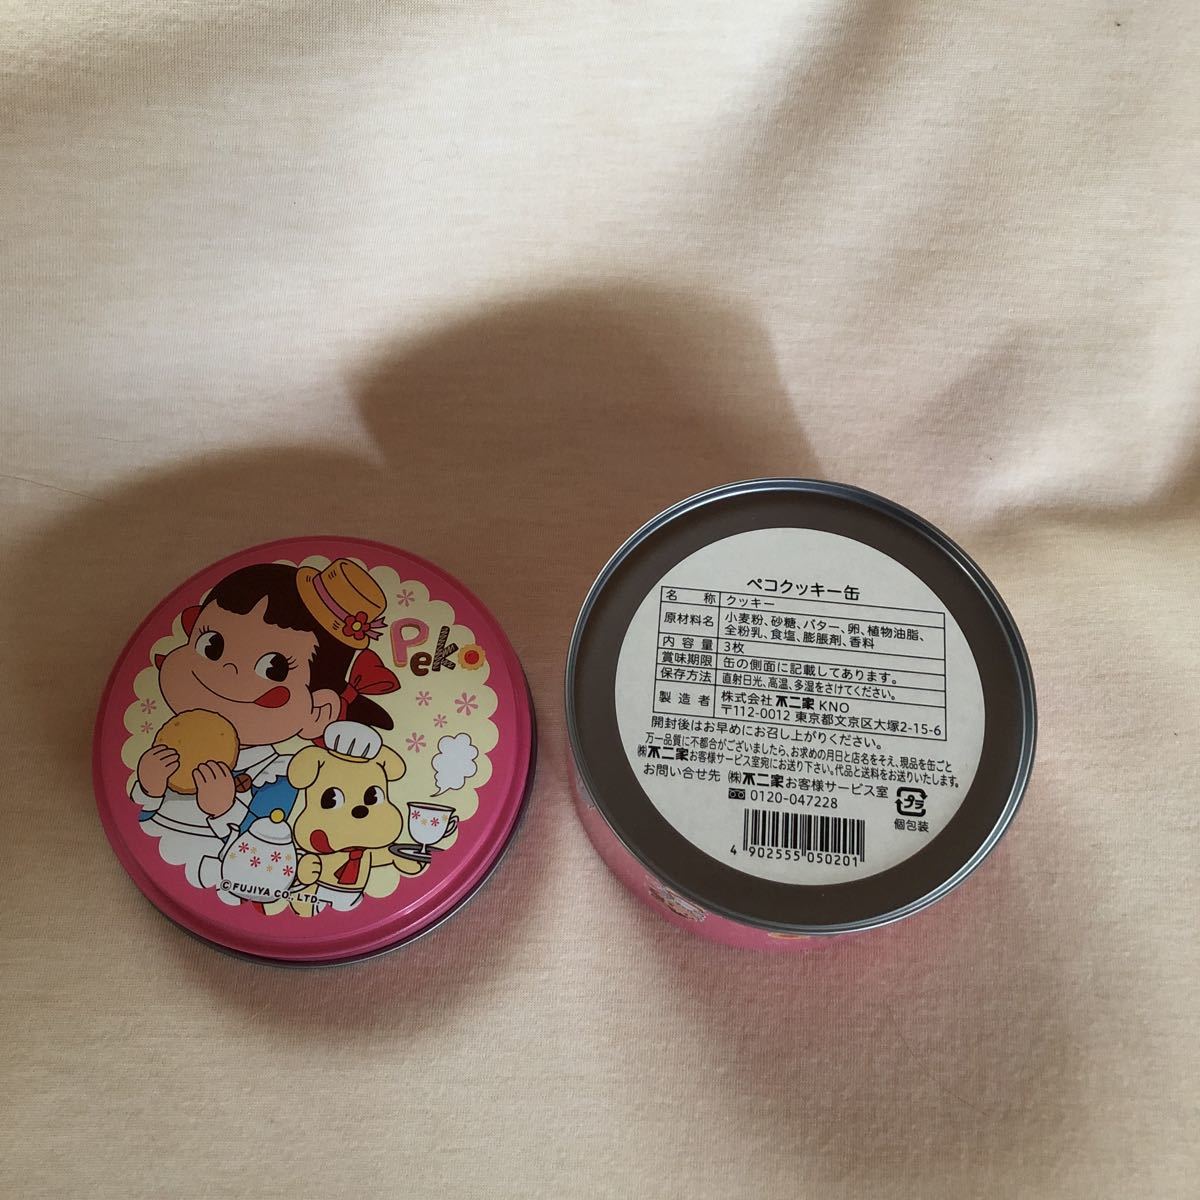 Peko
© FUJIYA CO., LTD.
ペコクッキー缶
名 称 クッキー
原材料名 小麦粉、砂糖、バター、卵、植物油脂、
全粉乳、食塩、膨脹剤、香料
内 容 量 3枚
賞味期限 缶の側面に記載してあります。
保存方法 直射日光、高温、多湿をさけてください。
製 造 者 株式会社 不二家 KNO
〒112-0012 東京都文京区大塚2-15-6
開封後はお早めにお召し上がりください。
万一品質に不都合がございましたら、お求めの月日と店名をそえ、現品を缶ごと
㈱不二家お客様サービス室宛にお送り下さい。代品と送料をお送りいたします。
お問い合せ先 ㈱不二家お客様サービス室
0120-047228
プラ
個包装
4 902555 050201